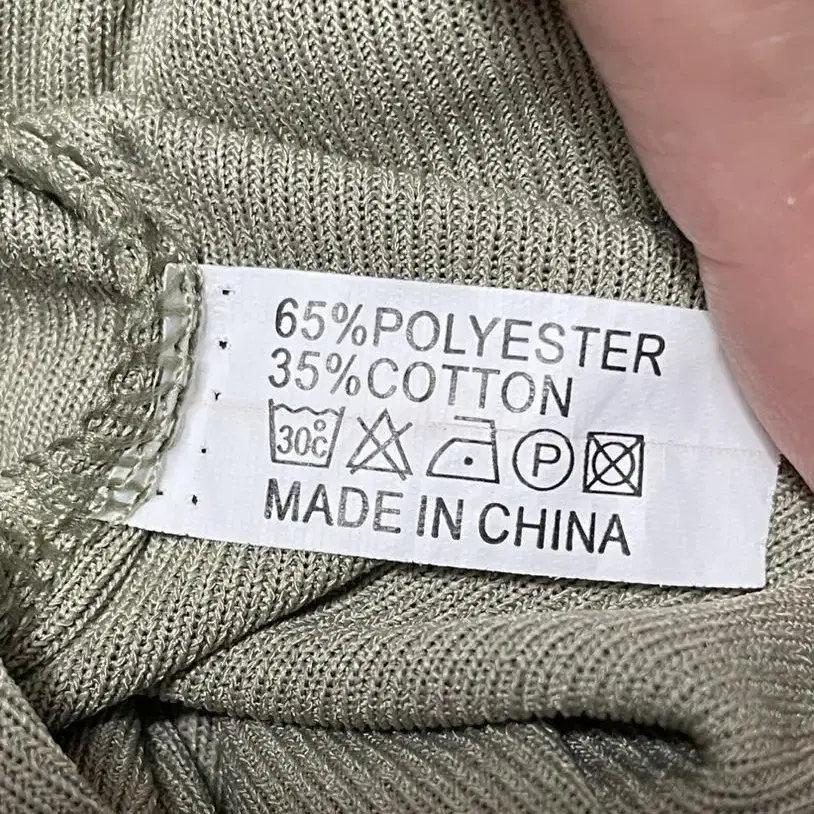 65%POLYESTER
35%COTTON
30°C P
MADE IN CHINA